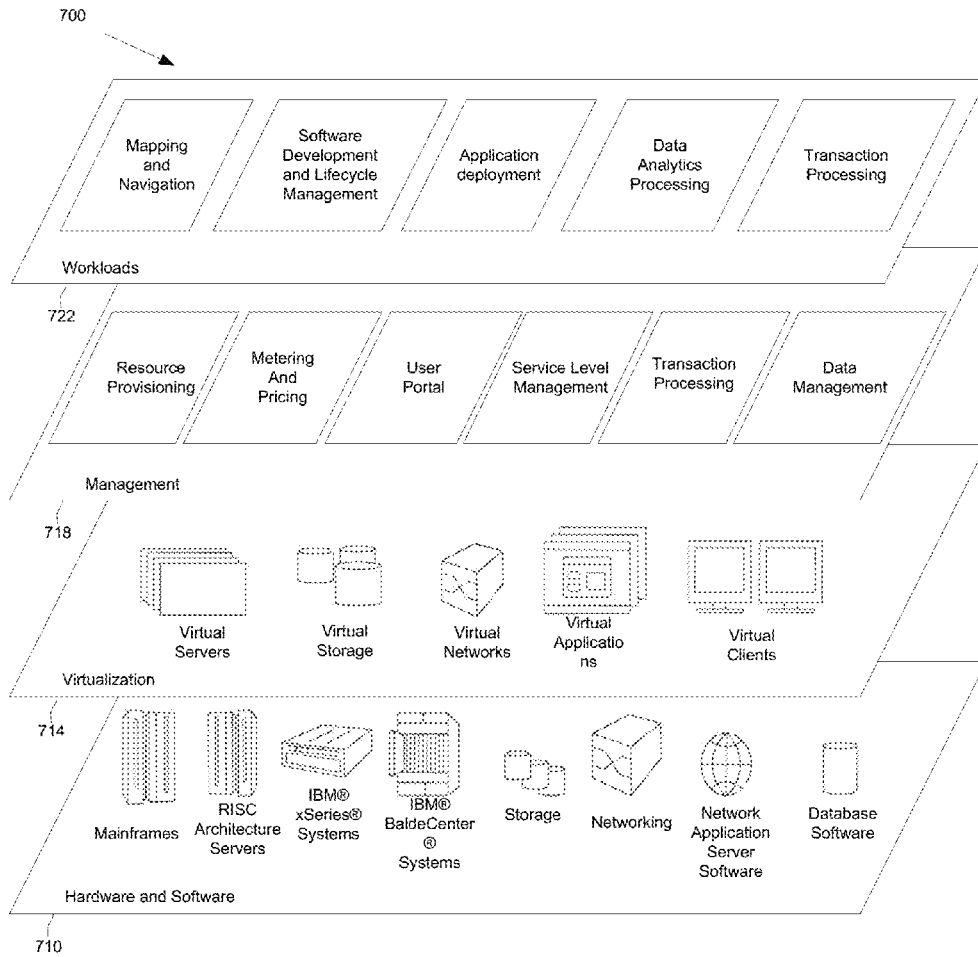 700
Mapping
and
Navigation
Software
Development
and Lifecycle
Management
Application
deployment
Data
Analytics
Processing
Transaction
Processing
Workloads
722
Resource
Provisioning
Metering
And
Pricing
User
Portal
Service Level
Management
Transaction
Processing
Data
Management
Management
718
Virtual
Servers
Virtual
Storage
Virtual
Networks
Virtual
Applicatio
ns
Virtual
Clients
Virtualization
714
Mainframes
RISC
Architecture
Servers
IBM®
xSeries®
Systems
IBM®
BaldeCenter
®
Systems
Storage
Networking
Network
Application
Server
Software
Database
Software
Hardware and Software
710